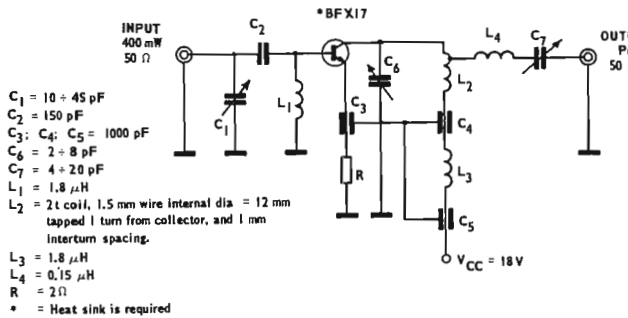 *BFX17
INPUT
400 mW
50 Ω
C2
C1
L1
C6
C3
R
L2
C4
L3
C5
L4
C7
VCC = 18V
50
C1 = 10 ÷ 45 pF
C2 = 150 pF
C3; C4; C5 = 1000 pF
C6 = 2 ÷ 8 pF
C7 = 4 ÷ 20 pF
L1 = 1.8 μH
L2 = 2t coil, 1.5 mm wire internal dia = 12 mm
tapped 1 turn from collector, and 1 mm
interturn spacing.
L3 = 1.8 μH
L4 = 0.15 μH
R = 2Ω
* = Heat sink is required